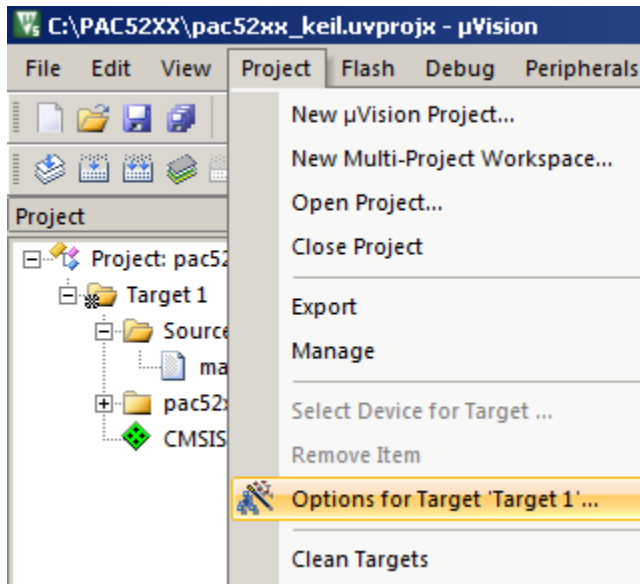 C:\PAC52XX\pac52xx_keil.uvprojx - µVision
File Edit View Project Flash Debug Peripherals
New µVision Project...
New Multi-Project Workspace...
Open Project...
Close Project
Export
Manage
Select Device for Target ...
Remove Item
Options for Target 'Target 1'...
Clean Targets
Project
Project: pac52
Target 1
Source
ma
pac52x
CMSIS